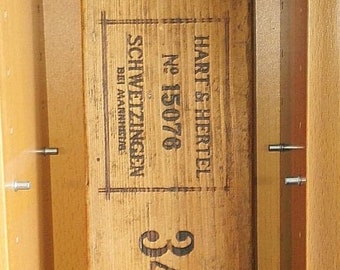 HART & HERTEL
No 15076
SCHWETZINGEN
BEI MANNHEIM
34